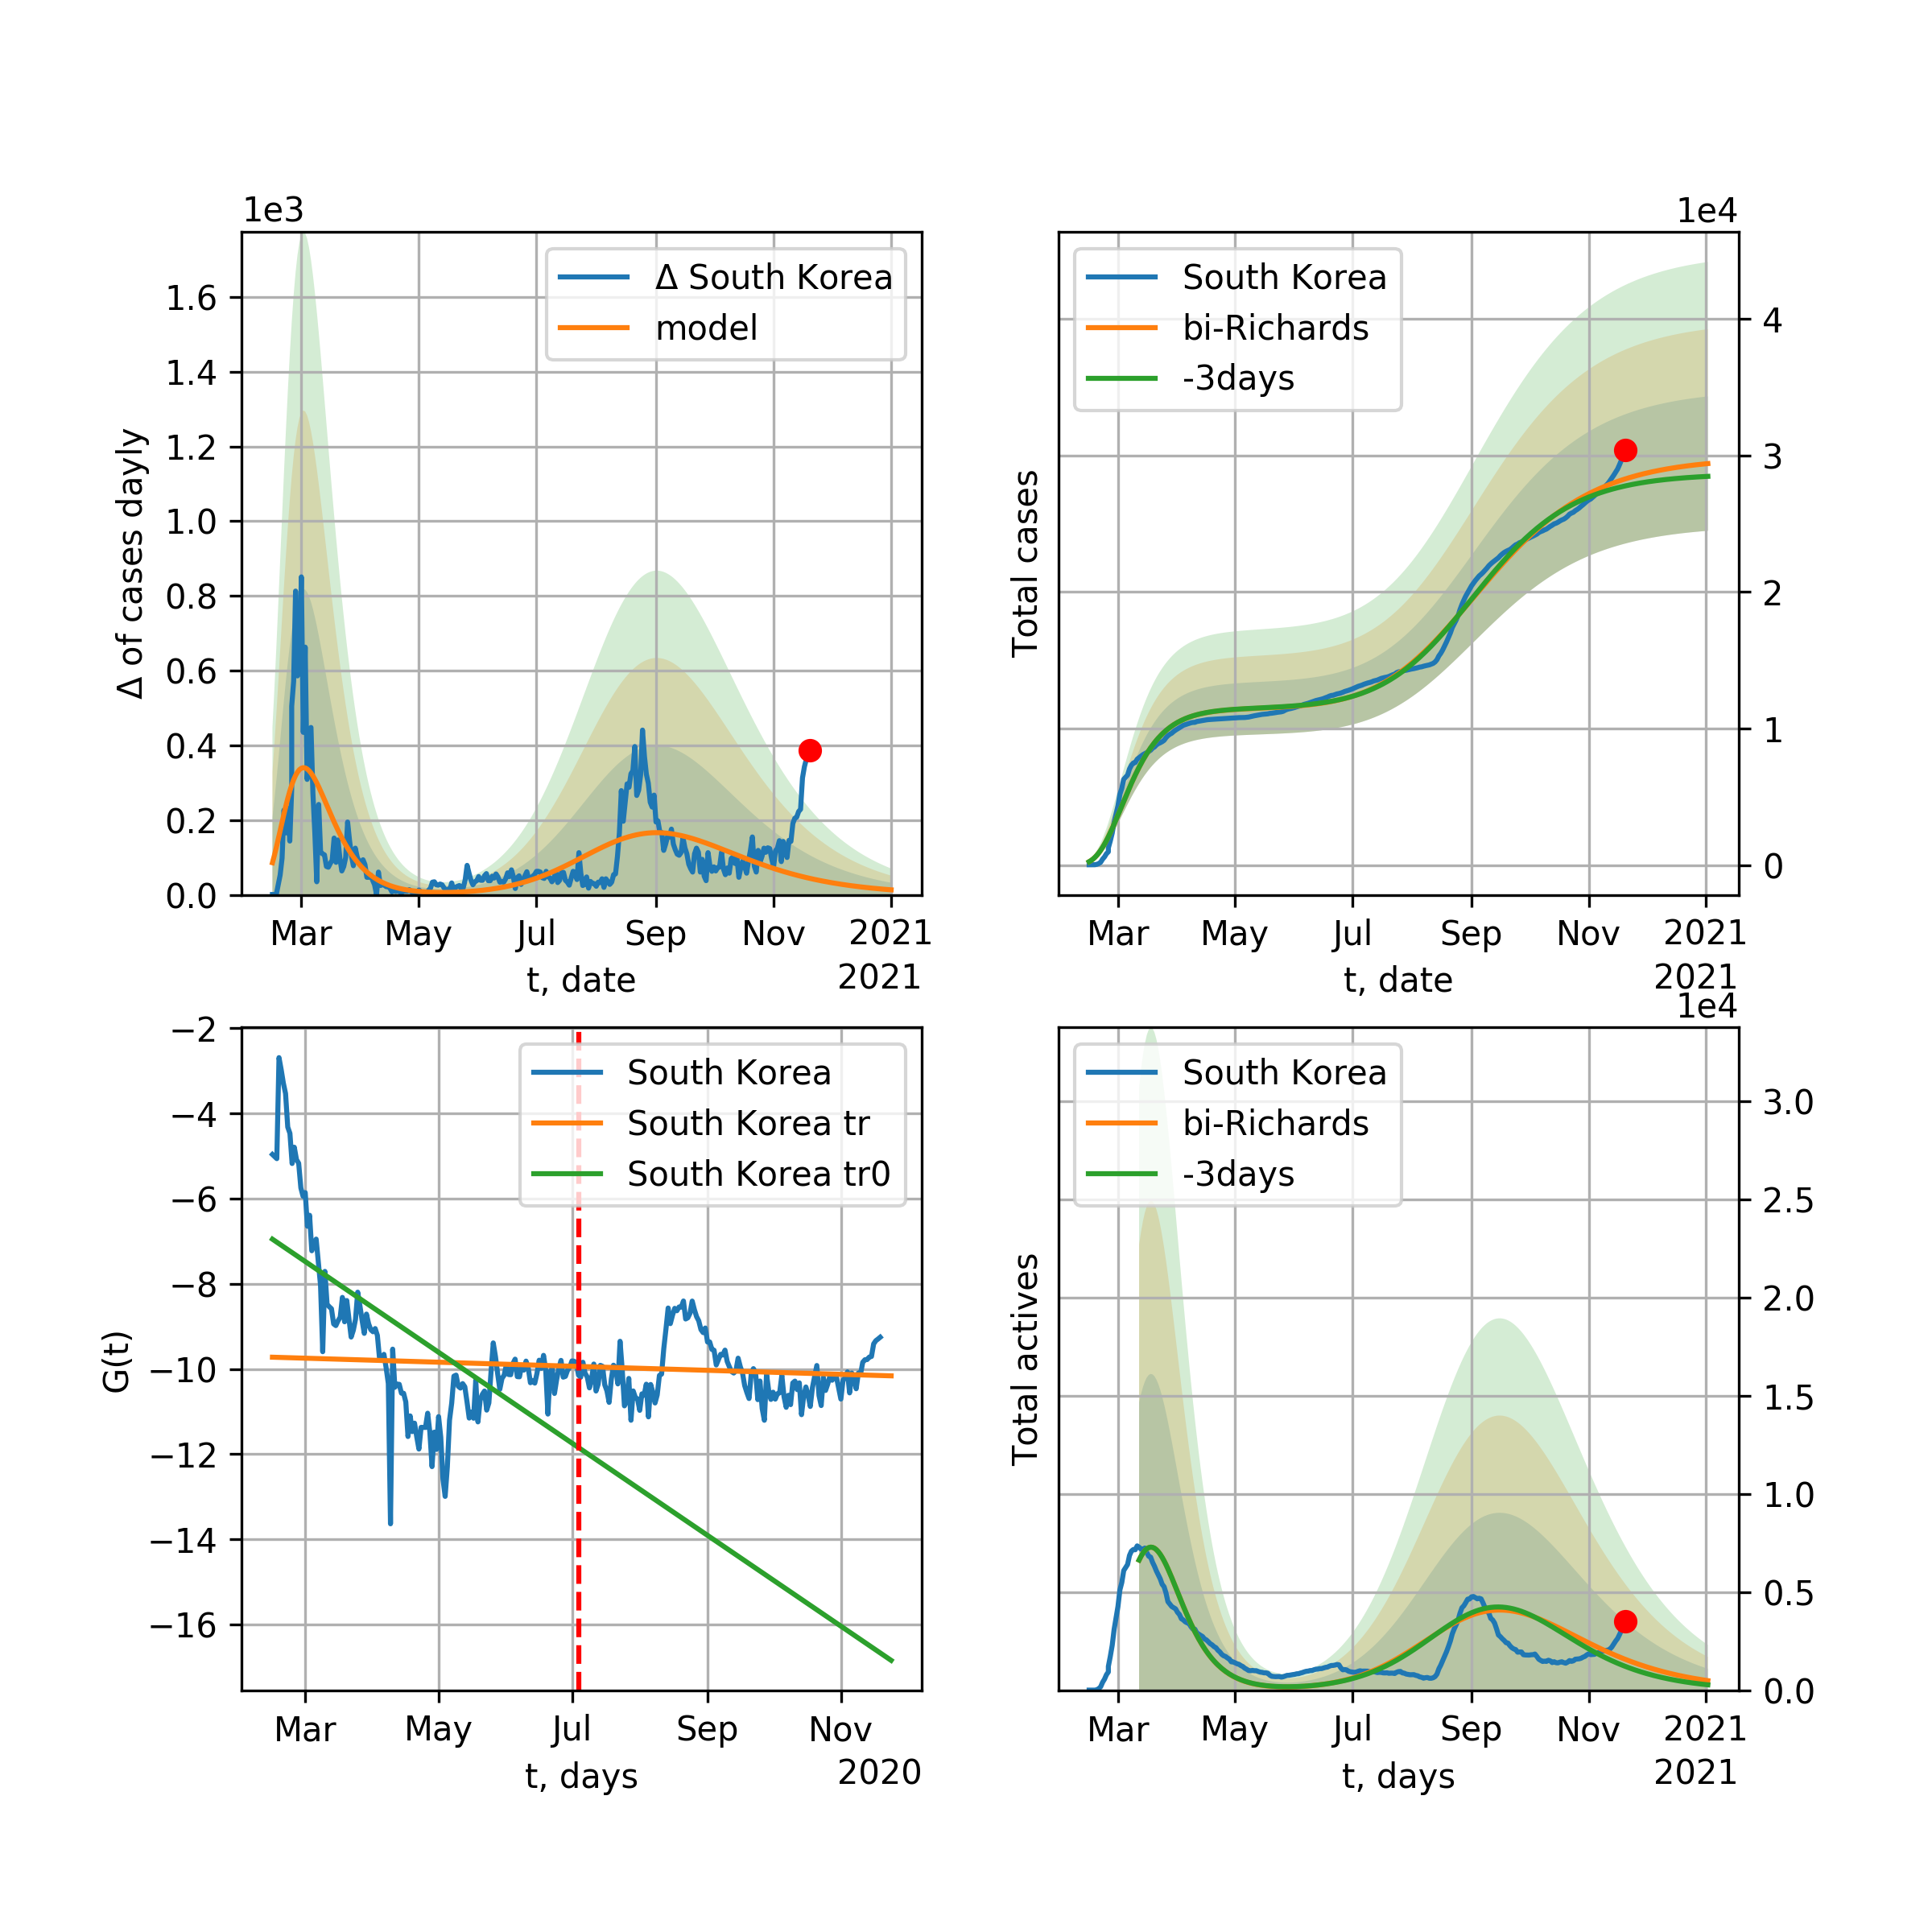 1e3
Δ of cases dayly
1.6
1.4
1.2
1.0
0.8
0.6
0.4
0.2
0.0
Δ South Korea
model
Mar May Jul Sep Nov 2021
t, date
2021
1e4
Total cases
South Korea
bi-Richards
-3days
4
3
2
1
0
Mar May Jul Sep Nov 2021
t, date
2021
G(t)
−2
−4
−6
−8
−10
−12
−14
−16
South Korea
South Korea tr
South Korea tr0
Mar May Jul Sep Nov
t, days
2020
1e4
Total actives
South Korea
bi-Richards
-3days
3.0
2.5
2.0
1.5
1.0
0.5
0.0
Mar May Jul Sep Nov 2021
t, days
2021